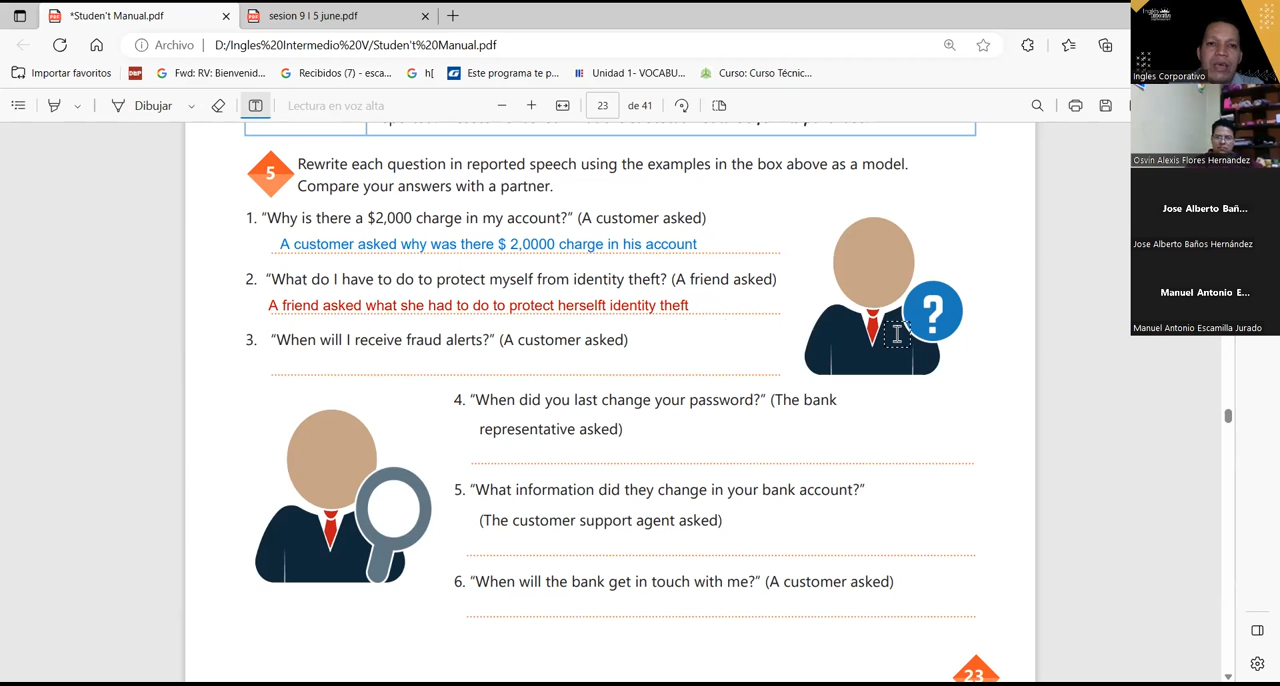 *Studen't Manual.pdf
sesion 9 I 5 june.pdf
Archivo
D:/Ingles%20Intermedio%20V/Studen't%20Manual.pdf
Importar favoritos
Fwd: RV: Bienvenid...
Recibidos (7) - esca...
h[
Este programa te p...
Unidad 1- VOCABU...
Curso: Curso Técnic...
Dibujar
Lectura en voz alta
23
de 41
5
Rewrite each question in reported speech using the examples in the box above as a model.
Compare your answers with a partner.
1. “Why is there a $2,000 charge in my account?” (A customer asked)
A customer asked why was there $ 2,0000 charge in his account
2. “What do I have to do to protect myself from identity theft? (A friend asked)
A friend asked what she had to do to protect herselft identity theft
3. “When will I receive fraud alerts?” (A customer asked)
?
4. “When did you last change your password?” (The bank
representative asked)
5. “What information did they change in your bank account?”
(The customer support agent asked)
6. “When will the bank get in touch with me?” (A customer asked)
23
Ingles Corporativo
Osvin Alexis Flores Hernández
Jose Alberto Bañ...
Jose Alberto Baños Hernández
Manuel Antonio E...
Manuel Antonio Escamilla Jurado